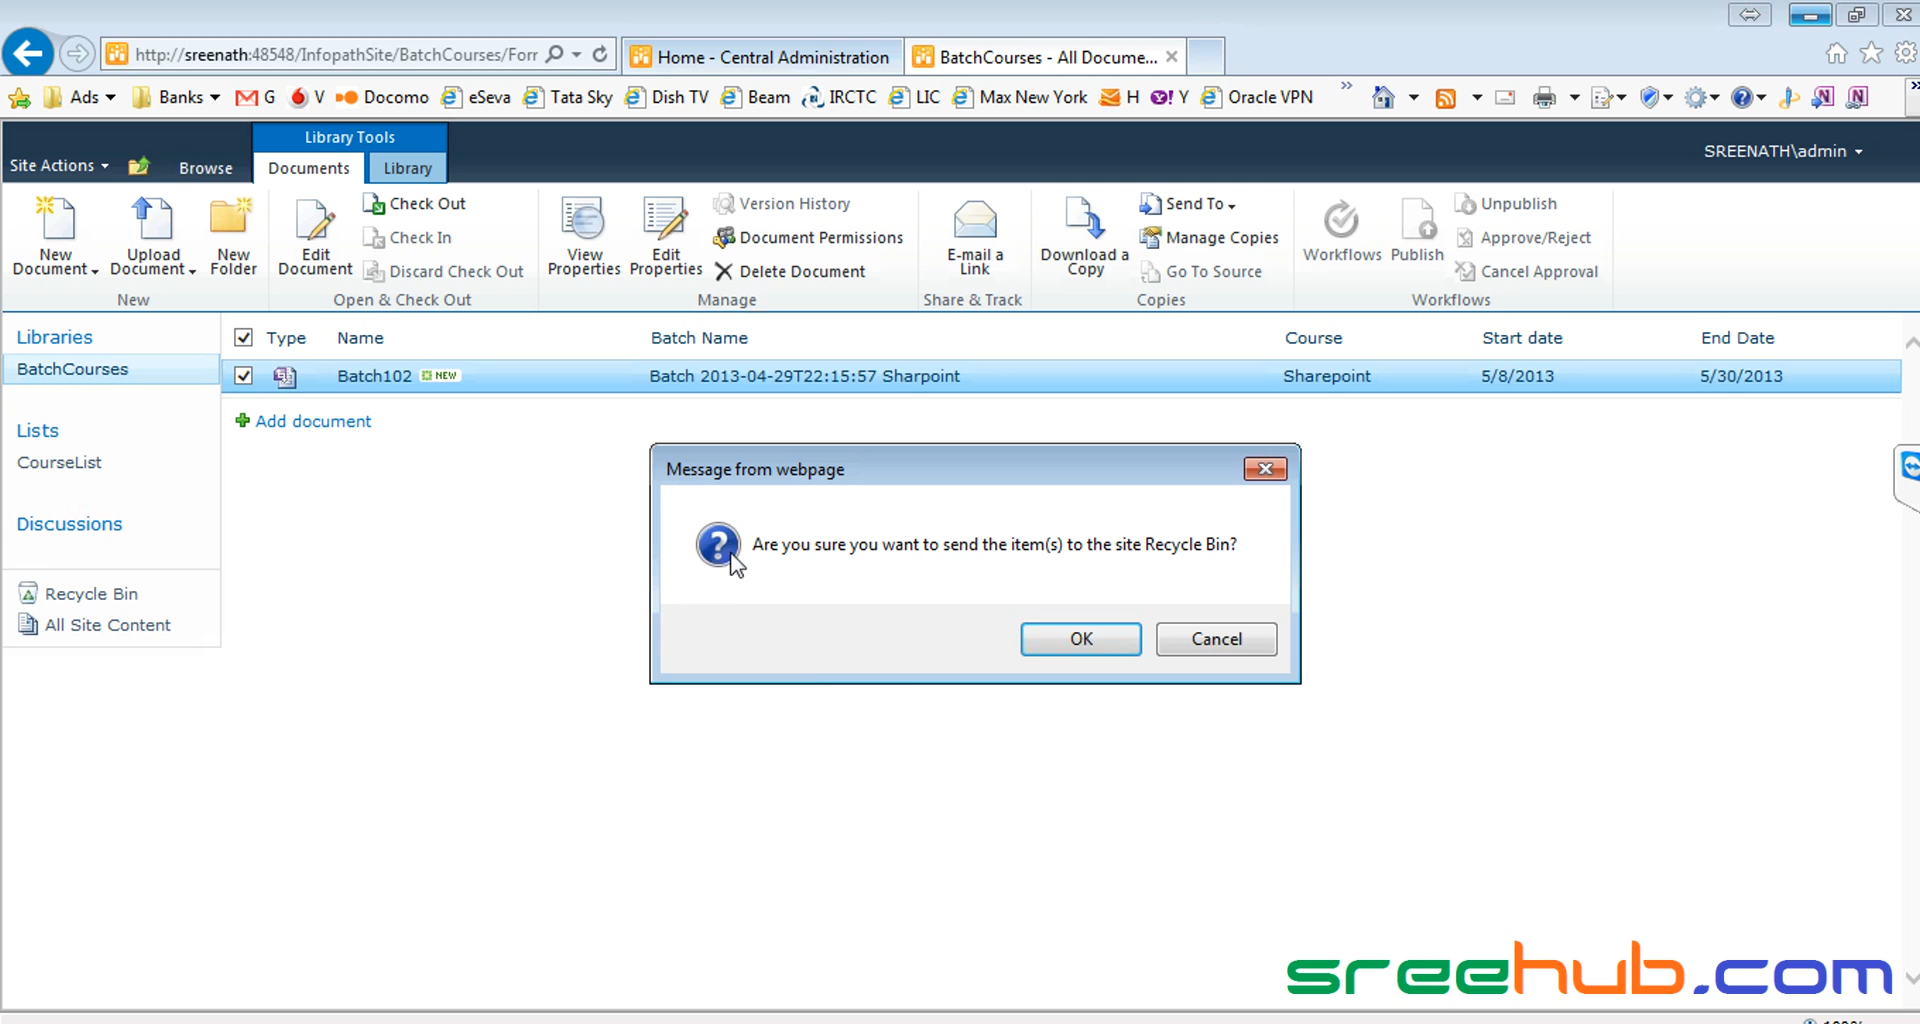 http://sreenath:48548/InfopathSite/BatchCourses/Forr
Home - Central Administration
BatchCourses - All Docume...
Ads
Banks
G
V
Docomo
eSeva
Tata Sky
Dish TV
Beam
IRCTC
LIC
Max New York
H
Y
Oracle VPN
Library Tools
Site Actions
Browse
Documents
Library
SREENATH\admin
New Document
Upload Document
New Folder
New
Edit Document
Check Out
Check In
Discard Check Out
Open & Check Out
View Properties
Edit Properties
Version History
Document Permissions
Delete Document
Manage
E-mail a Link
Share & Track
Download a Copy
Send To
Manage Copies
Go To Source
Copies
Workflows
Publish
Unpublish
Approve/Reject
Cancel Approval
Workflows
Libraries
BatchCourses
Lists
CourseList
Discussions
Recycle Bin
All Site Content
Type Name Batch Name Course Start date End Date
Batch102 NEW Batch 2013-04-29T22:15:57 Sharpoint Sharepoint 5/8/2013 5/30/2013
Add document
Message from webpage
Are you sure you want to send the item(s) to the site Recycle Bin?
OK
Cancel
sreehub.com